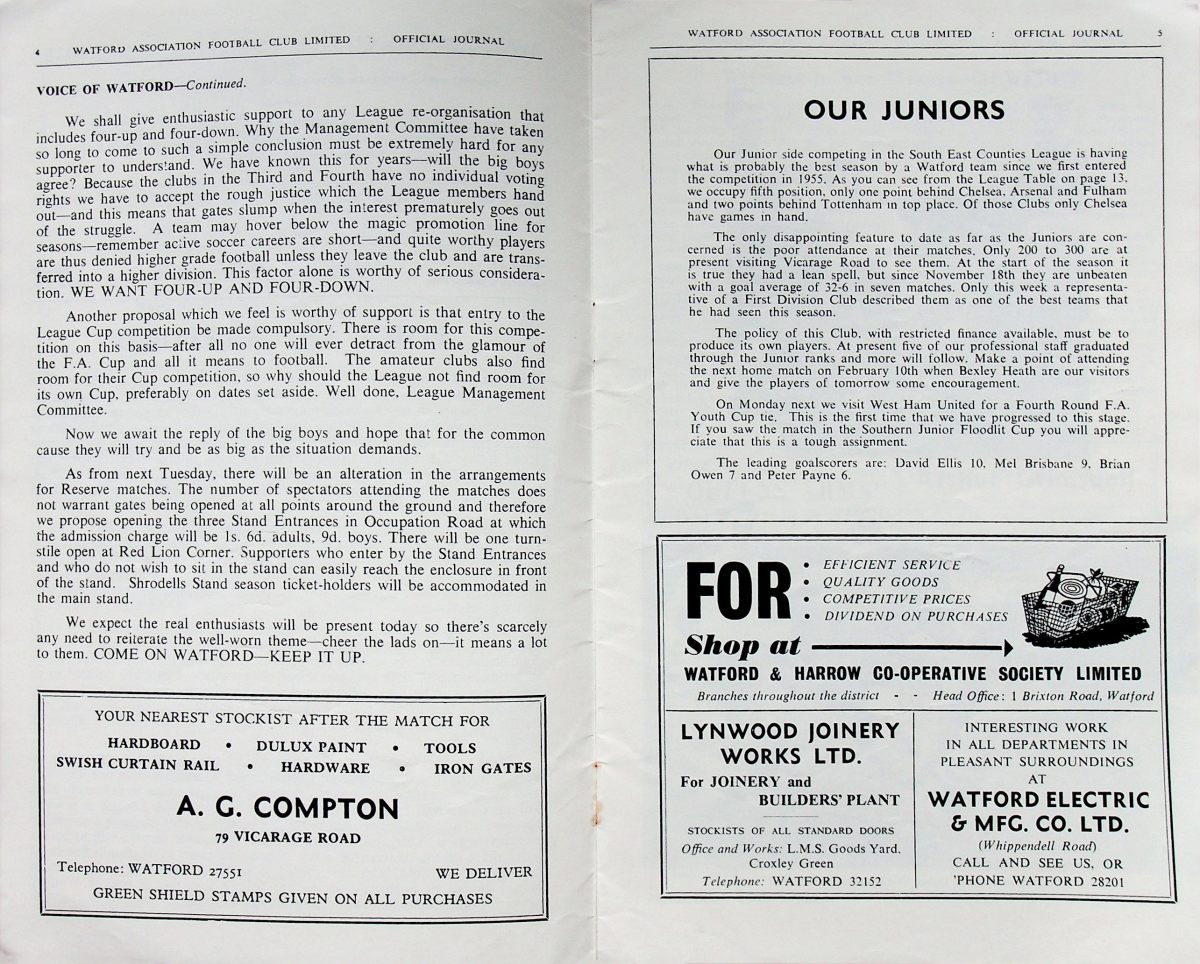 4 WATFORD ASSOCIATION FOOTBALL CLUB LIMITED : OFFICIAL JOURNAL
VOICE OF WATFORD—Continued.
We shall give enthusiastic support to any League re-organisation that
includes four-up and four-down. Why the Management Committee have taken
so long to come to such a simple conclusion must be extremely hard for any
supporter to understand. We have known this for years—will the big boys
agree? Because the clubs in the Third and Fourth have no individual voting
rights we have to accept the rough justice which the League members hand
out—and this means that gates slump when the interest prematurely goes out
of the struggle. A team may hover below the magic promotion line for
seasons—remember active soccer careers are short—and quite worthy players
are thus denied higher grade football unless they leave the club and are trans-
ferred into a higher division. This factor alone is worthy of serious considera-
tion. WE WANT FOUR-UP AND FOUR-DOWN.
Another proposal which we feel is worthy of support is that entry to the
League Cup competition be made compulsory. There is room for this compe-
tition on this basis—after all no one will ever detract from the glamour of
the F.A. Cup and all it means to football. The amateur clubs also find
room for their Cup competition, so why should the League not find room for
its own Cup, preferably on dates set aside. Well done, League Management
Committee.
Now we await the reply of the big boys and hope that for the common
cause they will try and be as big as the situation demands.
As from next Tuesday, there will be an alteration in the arrangements
for Reserve matches. The number of spectators attending the matches does
not warrant gates being opened at all points around the ground and therefore
we propose opening the three Stand Entrances in Occupation Road at which
the admission charge will be 1s. 6d. adults, 9d. boys. There will be one turn-
stile open at Red Lion Corner. Supporters who enter by the Stand Entrances
and who do not wish to sit in the stand can easily reach the enclosure in front
of the stand. Shrodells Stand season ticket-holders will be accommodated in
the main stand.
We expect the real enthusiasts will be present today so there's scarcely
any need to reiterate the well-worn theme—cheer the lads on—it means a lot
to them. COME ON WATFORD—KEEP IT UP.
YOUR NEAREST STOCKIST AFTER THE MATCH FOR
HARDBOARD • DULUX PAINT • TOOLS
SWISH CURTAIN RAIL • HARDWARE • IRON GATES
A. G. COMPTON
79 VICARAGE ROAD
Telephone: WATFORD 27551 WE DELIVER
GREEN SHIELD STAMPS GIVEN ON ALL PURCHASES
WATFORD ASSOCIATION FOOTBALL CLUB LIMITED : OFFICIAL JOURNAL 5
OUR JUNIORS
Our Junior side competing in the South East Counties League is having
what is probably the best season by a Watford team since we first entered
the competition in 1955. As you can see from the League Table on page 13,
we occupy fifth position, only one point behind Chelsea, Arsenal and Fulham
and two points behind Tottenham in top place. Of those Clubs only Chelsea
have games in hand.
The only disappointing feature to date as far as the Juniors are con-
cerned is the poor attendance at their matches. Only 200 to 300 are at
present visiting Vicarage Road to see them. At the start of the season it
is true they had a lean spell, but since November 18th they are unbeaten
with a goal average of 32-6 in seven matches. Only this week a representa-
tive of a First Division Club described them as one of the best teams that
he had seen this season.
The policy of this Club, with restricted finance available, must be to
produce its own players. At present five of our professional staff graduated
through the Junior ranks and more will follow. Make a point of attending
the next home match on February 10th when Bexley Heath are our visitors
and give the players of tomorrow some encouragement.
On Monday next we visit West Ham United for a Fourth Round F.A.
Youth Cup tie. This is the first time that we have progressed to this stage.
If you saw the match in the Southern Junior Floodlit Cup you will appre-
ciate that this is a tough assignment.
The leading goalscorers are: David Ellis 10, Mel Brisbane 9, Brian
Owen 7 and Peter Payne 6.
FOR
• EFFICIENT SERVICE
• QUALITY GOODS
• COMPETITIVE PRICES
• DIVIDEND ON PURCHASES
Shop at
WATFORD & HARROW CO-OPERATIVE SOCIETY LIMITED
Branches throughout the district - - Head Office: 1 Brixton Road, Watford
LYNWOOD JOINERY
WORKS LTD.
For JOINERY and
BUILDERS' PLANT
STOCKISTS OF ALL STANDARD DOORS
Office and Works: L.M.S. Goods Yard,
Croxley Green
Telephone: WATFORD 32152
INTERESTING WORK
IN ALL DEPARTMENTS IN
PLEASANT SURROUNDINGS
AT
WATFORD ELECTRIC
& MFG. CO. LTD.
(Whippendell Road)
CALL AND SEE US, OR
'PHONE WATFORD 28201